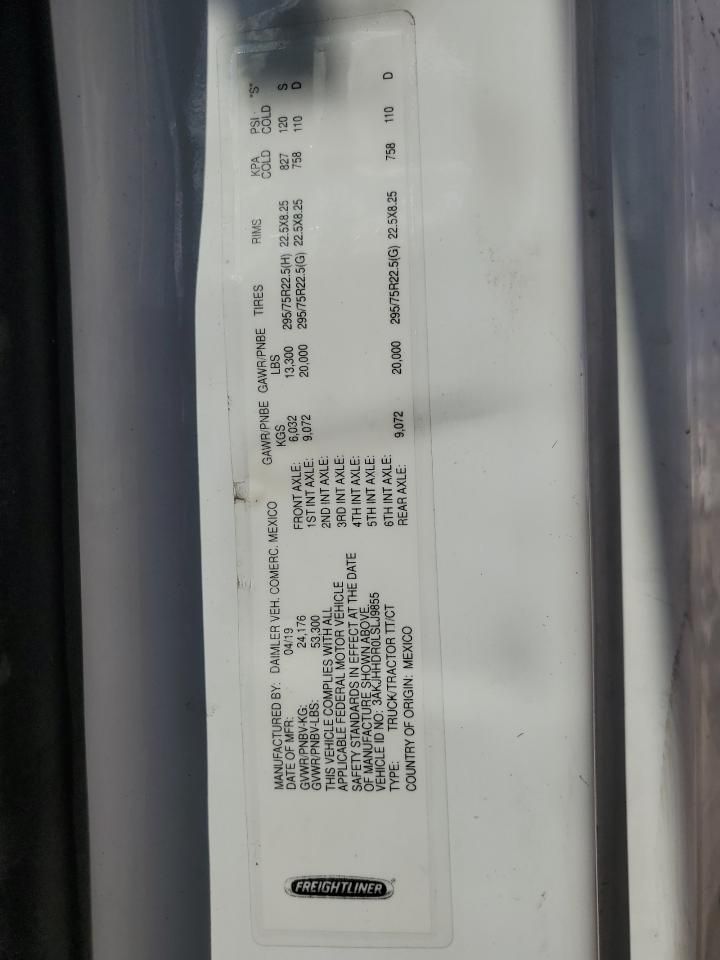 FREIGHTLINER
MANUFACTURED BY: DAIMLER VEH. COMERC. MEXICO
DATE OF MFR: 04/19
GVWR/PNBV-KG: 24,176
GVWR/PNBV-LBS: 53,300
THIS VEHICLE COMPLIES WITH ALL
APPLICABLE FEDERAL MOTOR VEHICLE
SAFETY STANDARDS IN EFFECT AT THE DATE
OF MANUFACTURE SHOWN ABOVE.
VEHICLE ID NO: 3AKJHHDR0LSLJ9855
TYPE: TRUCK/TRACTOR TT/CT
COUNTRY OF ORIGIN: MEXICO
GAWR/PNBE GAWR/PNBE TIRES RIMS KPA PSI - "S"
KGS LBS COLD COLD
FRONT AXLE: 6,032 13,300 295/75R22.5(H) 22.5X8.25 827 120 S
1ST INT AXLE: 9,072 20,000 295/75R22.5(G) 22.5X8.25 758 110 D
2ND INT AXLE:
3RD INT AXLE:
4TH INT AXLE:
5TH INT AXLE:
6TH INT AXLE:
REAR AXLE: 9,072 20,000 295/75R22.5(G) 22.5X8.25 758 110 D